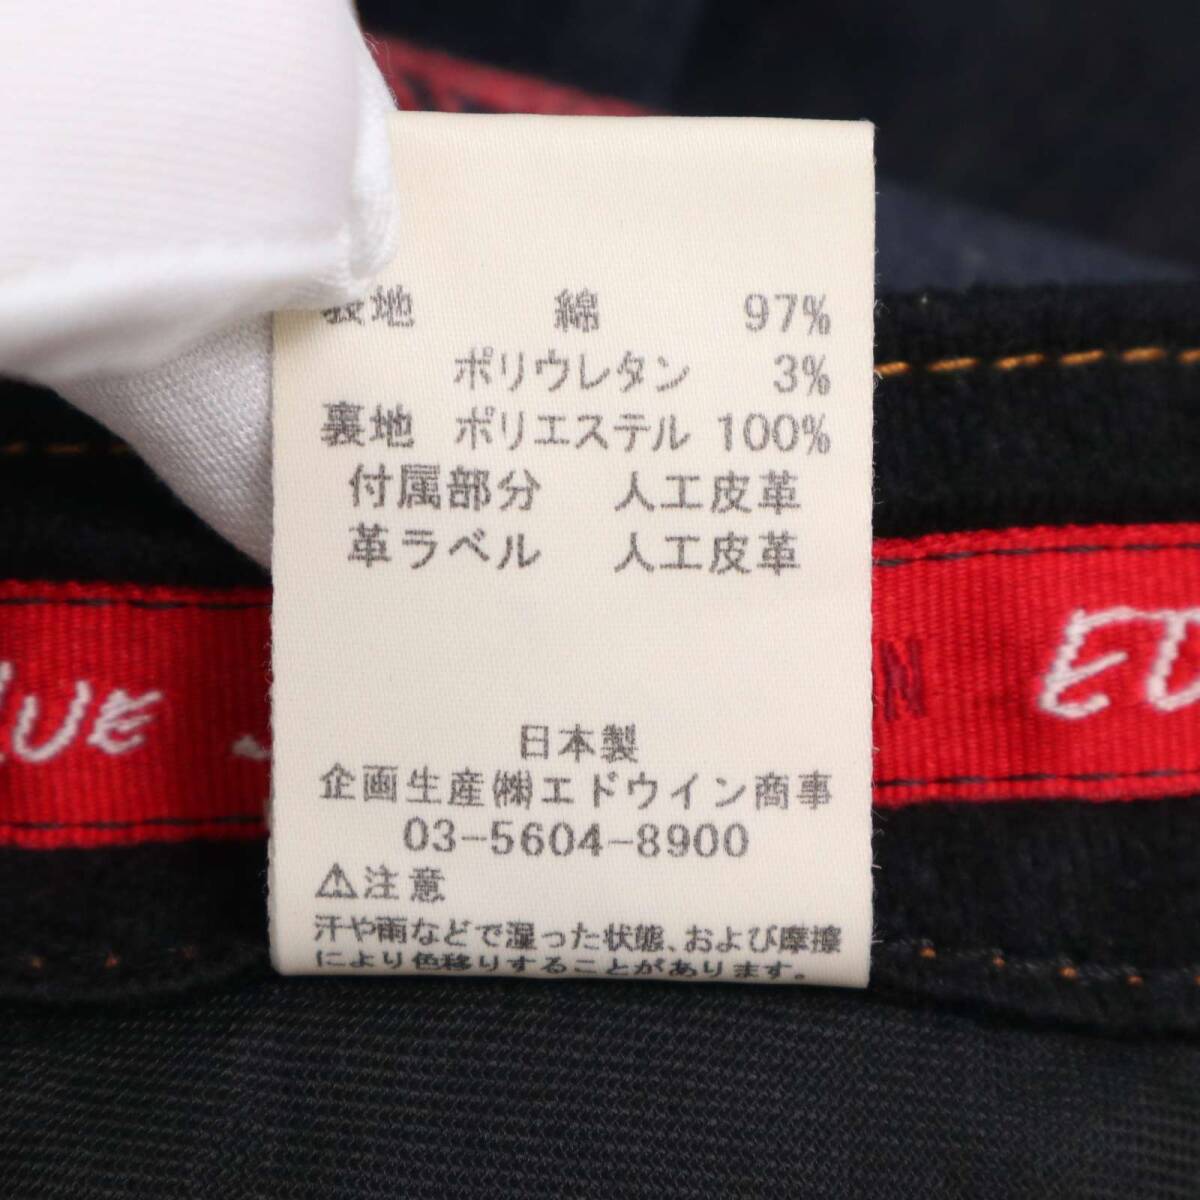 表地 綿 97%
ポリウレタン 3%
裏地 ポリエステル 100%
付属部分 人工皮革
革ラベル 人工皮革
日本製
企画生産㈱エドウイン商事
03-5604-8900
⚠注意
汗や雨などで湿った状態、および摩擦
により色移りすることがあります。